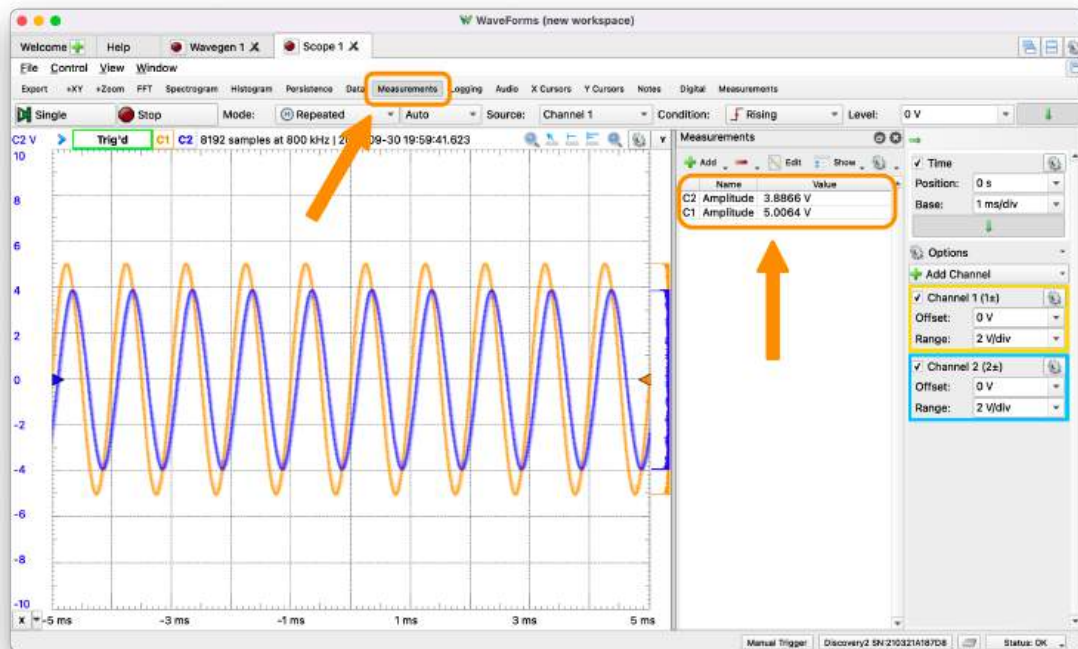 WaveForms (new workspace)
Welcome Help Wavegen 1 X Scope 1 X
File Control View Window
Export +XY +Zoom FFT Spectrogram Histogram Persistence Data Measurements Logging Audio X Cursors Y Cursors Notes Digital Measurements
Single Stop Mode: Repeated Auto Source: Channel 1 Condition: Rising Level: 0 V
C2 V Trig'd C1 C2 8192 samples at 800 kHz | 09-30 19:59:41.623 Y
Measurements
Add Edit Show
Name Value
C2 Amplitude 3.8866 V
C1 Amplitude 5.0064 V
Time
Position: 0 s
Base: 1 ms/div
Options
Add Channel
Channel 1 (1±)
Offset: 0 V
Range: 2 V/div
Channel 2 (2±)
Offset: 0 V
Range: 2 V/div
10
8
6
4
2
0
-2
-4
-6
-8
-10
X -5 ms -3 ms -1 ms 1 ms 3 ms 5 ms
Manual Trigger Discovery2 SN:210321A187D8 Status: OK